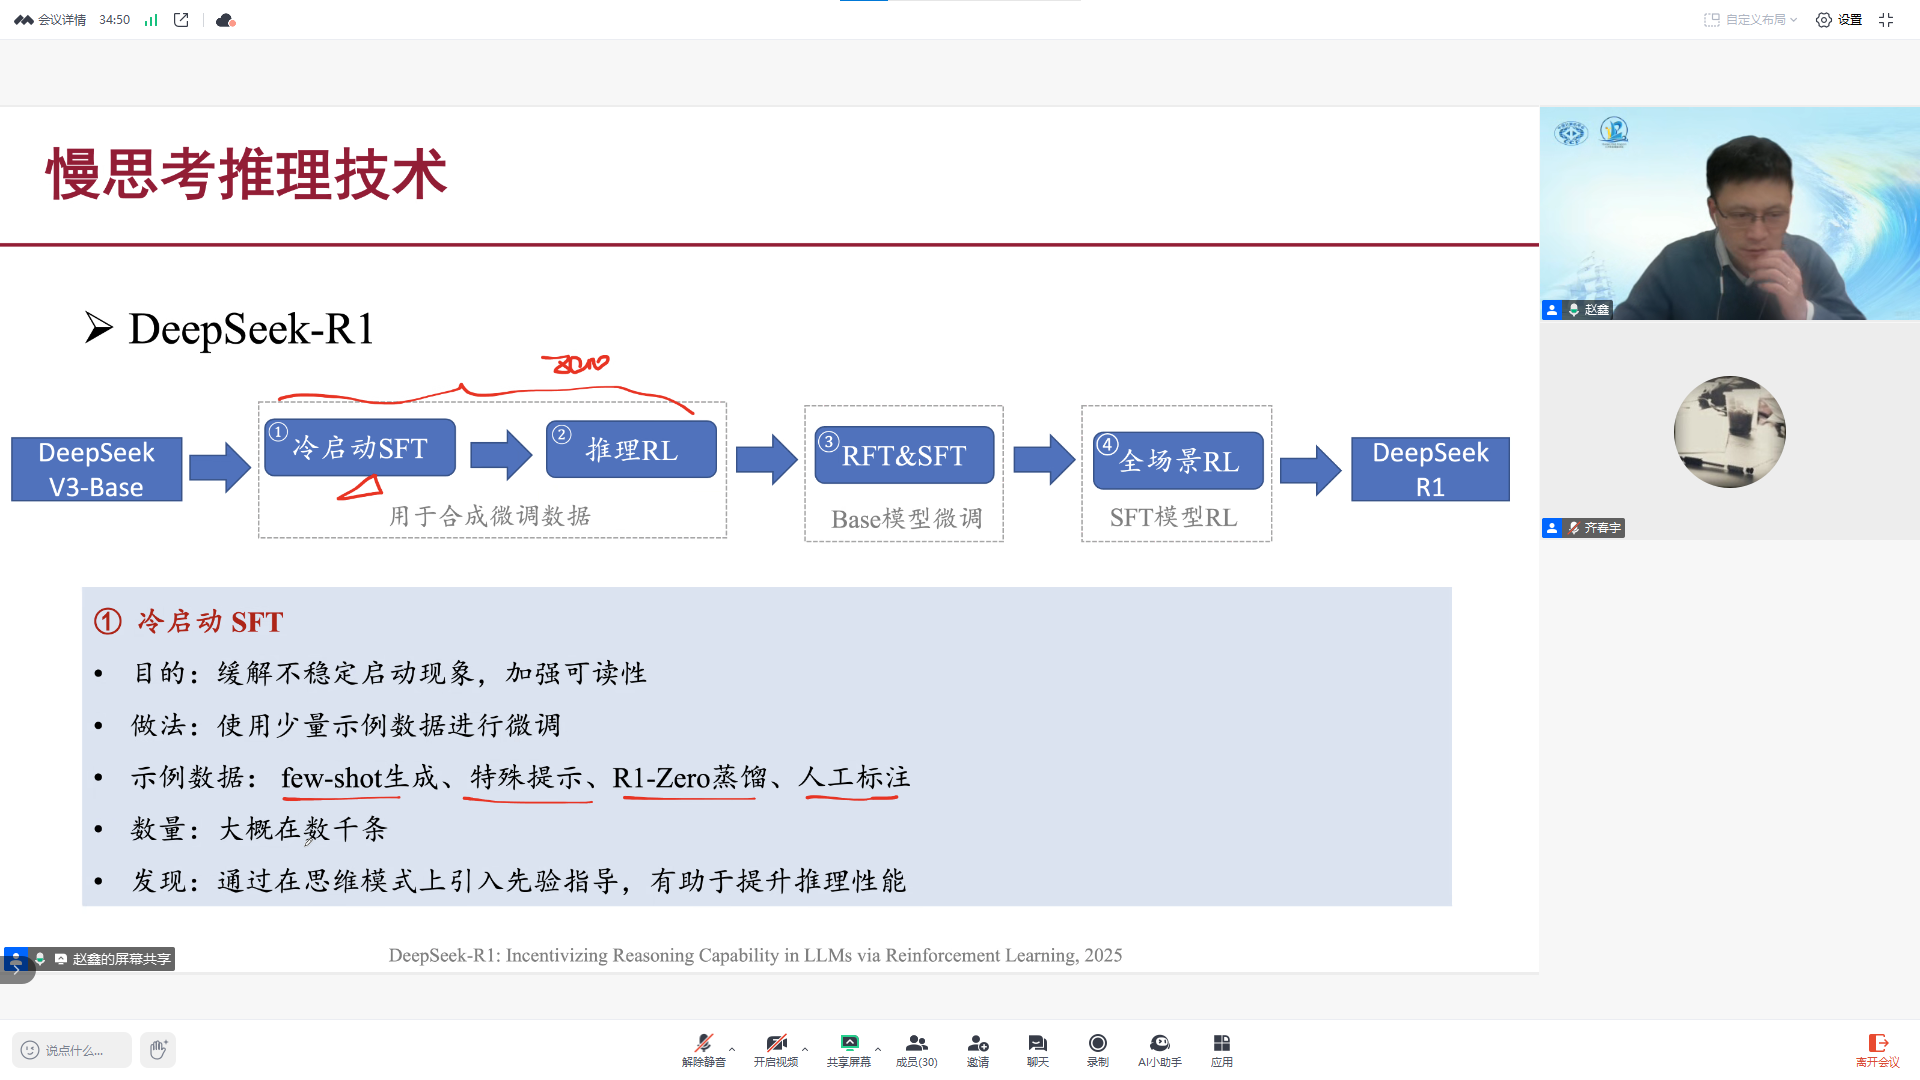 会议详情 34:50
自定义布局 设置
慢思考推理技术
DeepSeek-R1
zero
DeepSeek V3-Base
① 冷启动SFT
② 推理RL
用于合成微调数据
③ RFT&SFT
Base模型微调
④ 全场景RL
SFT模型RL
DeepSeek R1
① 冷启动 SFT
• 目的：缓解不稳定启动现象，加强可读性
• 做法：使用少量示例数据进行微调
• 示例数据： few-shot生成、特殊提示、R1-Zero蒸馏、人工标注
• 数量：大概在数千条
• 发现：通过在思维模式上引入先验指导，有助于提升推理性能
DeepSeek-R1: Incentivizing Reasoning Capability in LLMs via Reinforcement Learning, 2025
赵鑫
齐春宇
赵鑫的屏幕共享
说点什么...
解除静音 开启视频 共享屏幕 成员(30) 邀请 聊天 录制 AI小助手 应用
离开会议